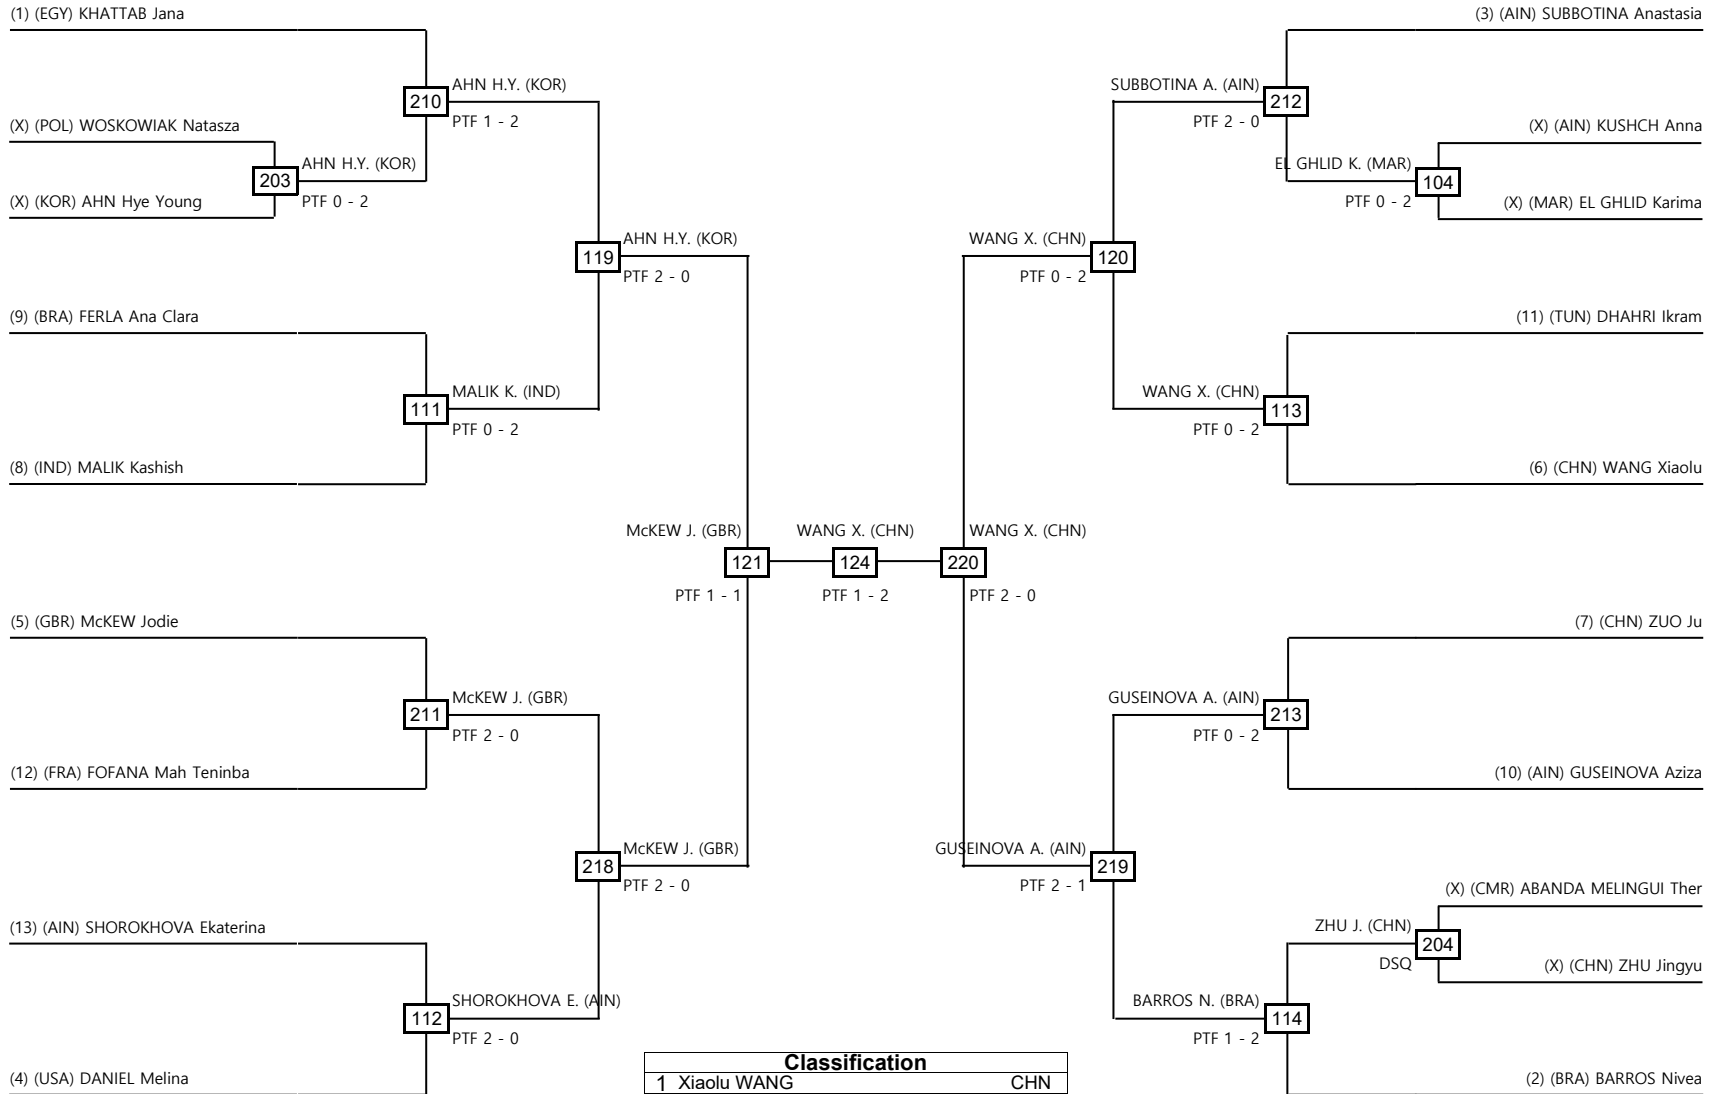 (1) (EGY) KHATTAB Jana
(3) (AIN) SUBBOTINA Anastasia
AHN H.Y. (KOR)
210
PTF 1 - 2
SUBBOTINA A. (AIN)
212
PTF 2 - 0
(X) (POL) WOSKOWIAK Natasza
(X) (AIN) KUSHCH Anna
203
AHN H.Y. (KOR)
PTF 0 - 2
EL GHLID K. (MAR)
104
PTF 0 - 2
(X) (KOR) AHN Hye Young
(X) (MAR) EL GHLID Karima
119
AHN H.Y. (KOR)
PTF 2 - 0
WANG X. (CHN)
120
PTF 0 - 2
(9) (BRA) FERLA Ana Clara
(11) (TUN) DHAHRI Ikram
111
MALIK K. (IND)
PTF 0 - 2
WANG X. (CHN)
113
PTF 0 - 2
(8) (IND) MALIK Kashish
(6) (CHN) WANG Xiaolu
McKEW J. (GBR)
121
PTF 1 - 1
WANG X. (CHN)
124
PTF 1 - 2
WANG X. (CHN)
220
PTF 2 - 0
(5) (GBR) McKEW Jodie
(7) (CHN) ZUO Ju
McKEW J. (GBR)
211
PTF 2 - 0
GUSEINOVA A. (AIN)
213
PTF 0 - 2
(12) (FRA) FOFANA Mah Teninba
(10) (AIN) GUSEINOVA Aziza
McKEW J. (GBR)
218
PTF 2 - 0
GUSEINOVA A. (AIN)
219
PTF 2 - 1
(13) (AIN) SHOROKHOVA Ekaterina
(X) (CMR) ABANDA MELINGUI Ther
ZHU J. (CHN)
204
DSQ
(X) (CHN) ZHU Jingyu
SHOROKHOVA E. (AIN)
112
PTF 2 - 0
BARROS N. (BRA)
114
PTF 1 - 2
(4) (USA) DANIEL Melina
(2) (BRA) BARROS Nivea
Classification
1 Xiaolu WANG CHN